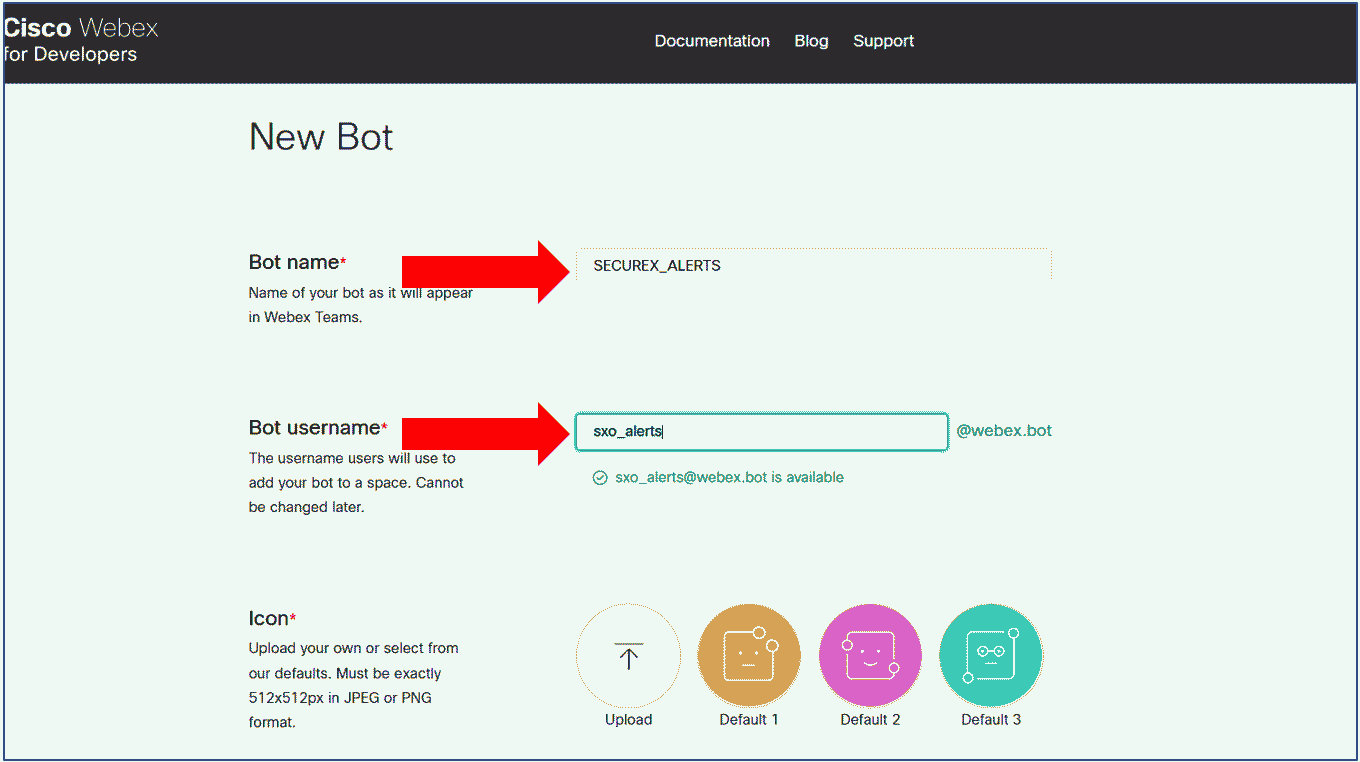 Cisco Webex
for Developers
Documentation Blog Support
New Bot
Bot name*
Name of your bot as it will appear
in Webex Teams.
SECUREX_ALERTS
Bot username*
The username users will use to
add your bot to a space. Cannot
be changed later.
sxo_alerts
@webex.bot
sxo_alerts@webex.bot is available
Icon*
Upload your own or select from
our defaults. Must be exactly
512x512px in JPEG or PNG
format.
Upload Default 1 Default 2 Default 3